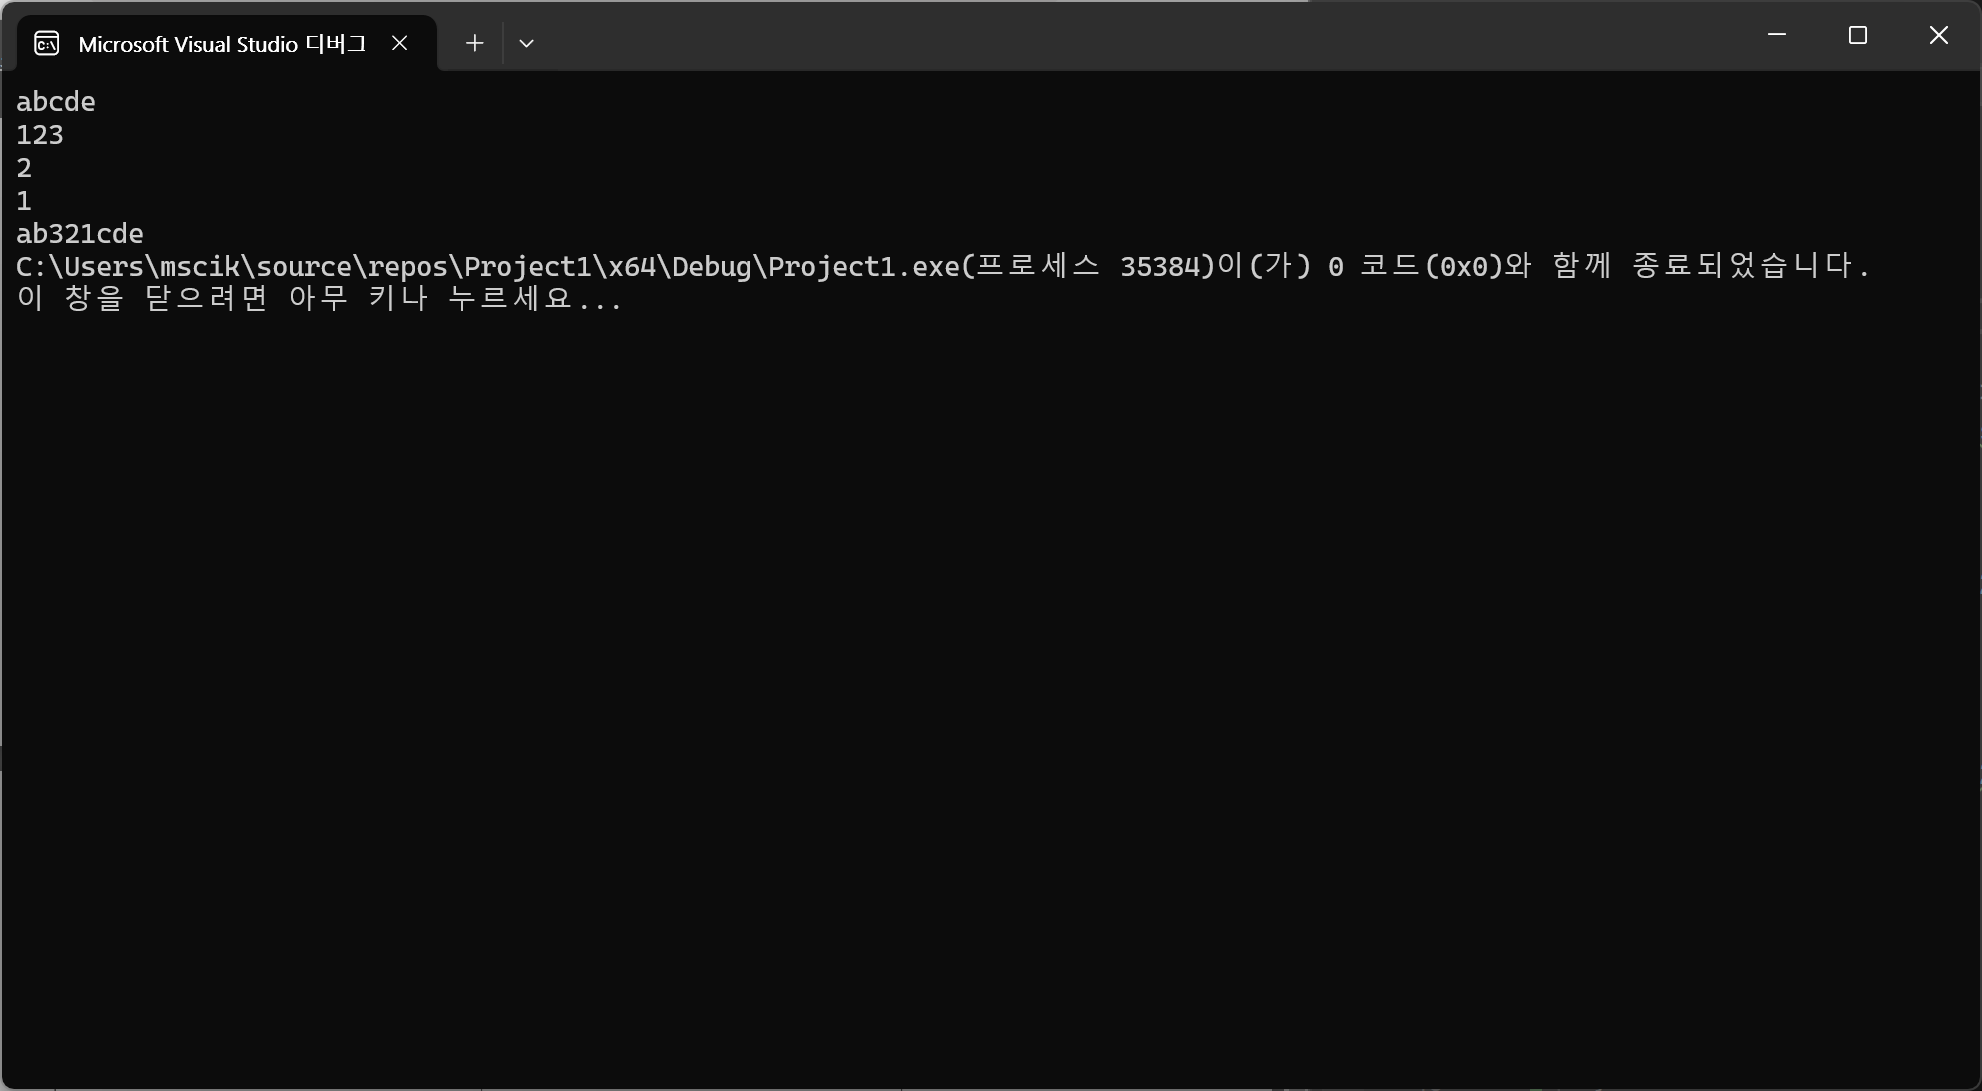 Microsoft Visual Studio 디버그
abcde
123
2
1
ab321cde
C:\Users\mscik\source\repos\Project1\x64\Debug\Project1.exe(프로세스 35384)이(가) 0 코드(0x0)와 함께 종료되었습니다.
이 창을 닫으려면 아무 키나 누르세요...